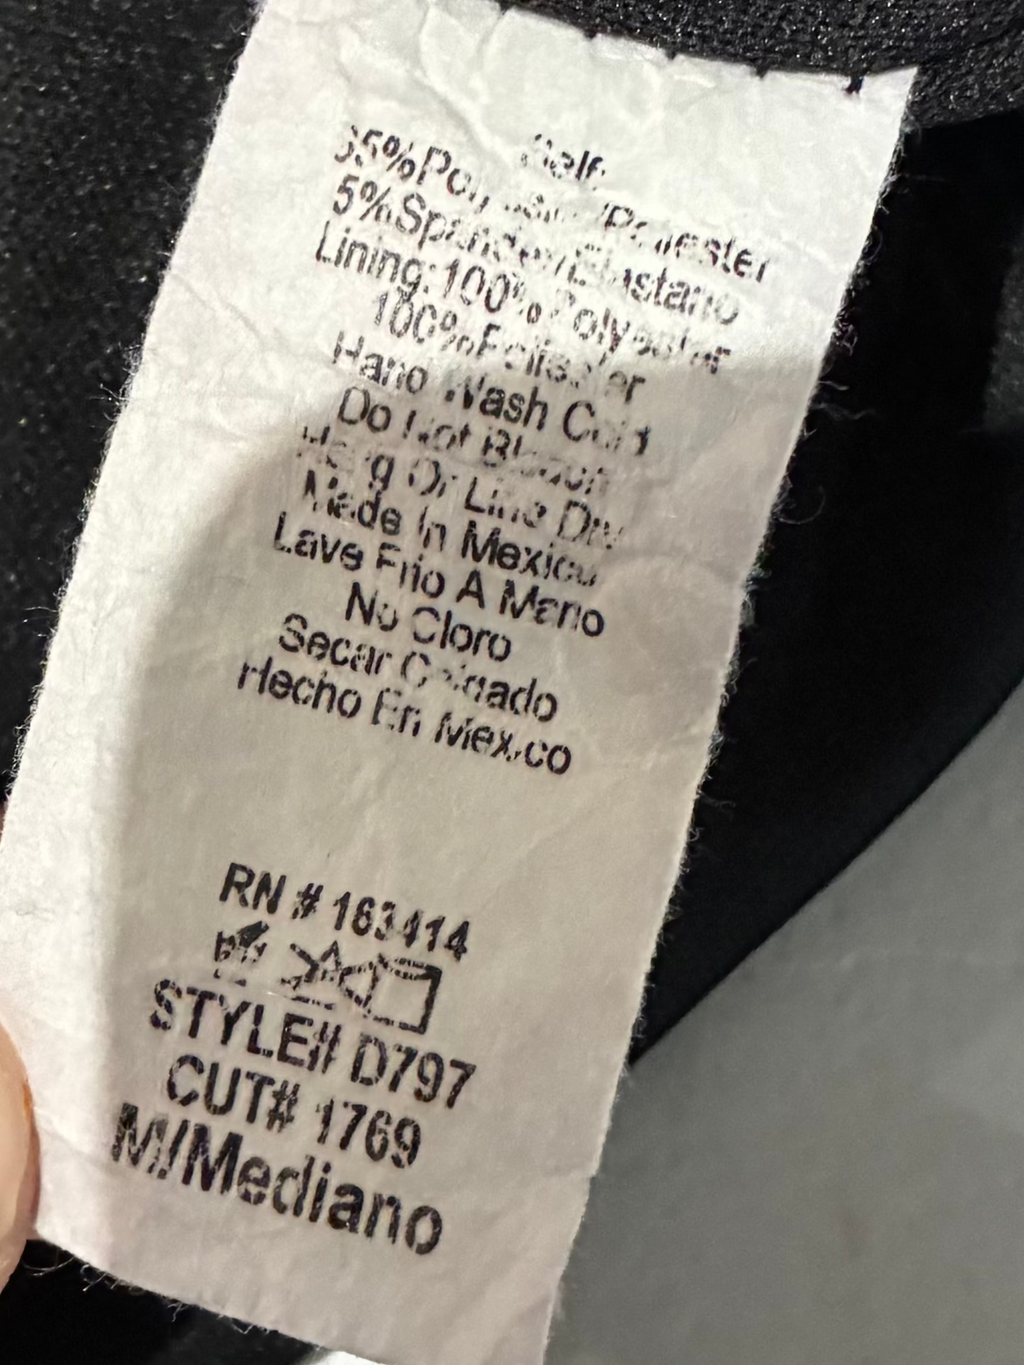 Self:
5%Spandex/Elastano
Lining:100%Polyester
100%Poliester
Hand Wash Cold
Do Not Bleach
Hang Or Line Dry
Made In Mexico
Lave Frio A Mano
No Cloro
Secar Colgado
Hecho En Mexico
RN # 163414
STYLE# D797
CUT# 1769
M/Mediano